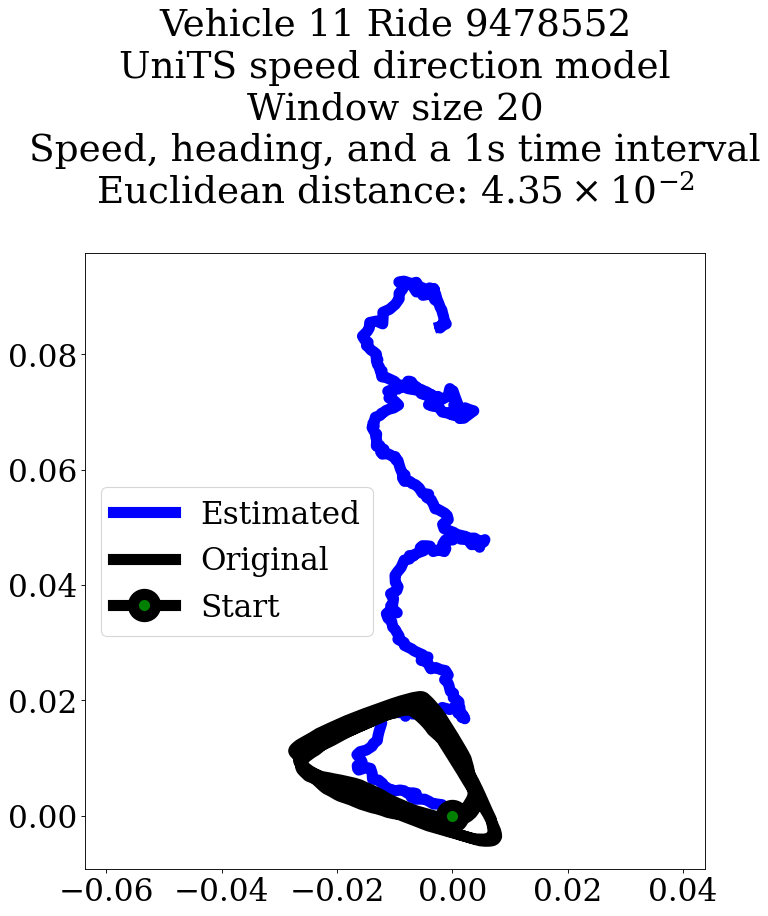 Vehicle 11 Ride 9478552
UniTS speed direction model
Window size 20
Speed, heading, and a 1s time interval
Euclidean distance: 4.35 × 10⁻²
0.08
0.06
Estimated
Original
Start
0.04
0.02
0.00
−0.06 −0.04 −0.02 0.00 0.02 0.04